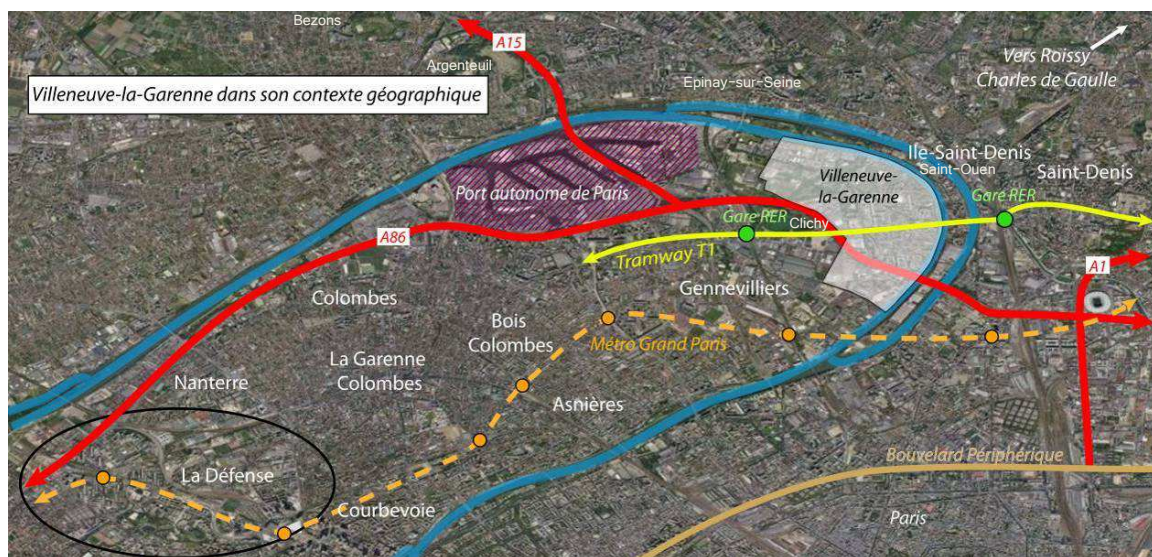 Bezons
A15
Argenteuil
Vers Roissy
Charles de Gaulle
Villeneuve-la-Garenne dans son contexte géographique
Epinay-sur-Seine
Ile-Saint-Denis
Saint-Ouen
Saint-Denis
Villeneuve-
la-Garenne
Port autonome de Paris
Gare RER
Gare RER
Clichy
A86
Tramway T1
A1
Colombes
Gennevilliers
Bois
Colombes
Métro Grand Paris
La Garenne
Colombes
Nanterre
Asnières
La Défense
Courbevoie
Bouvelard Périphérique
Paris